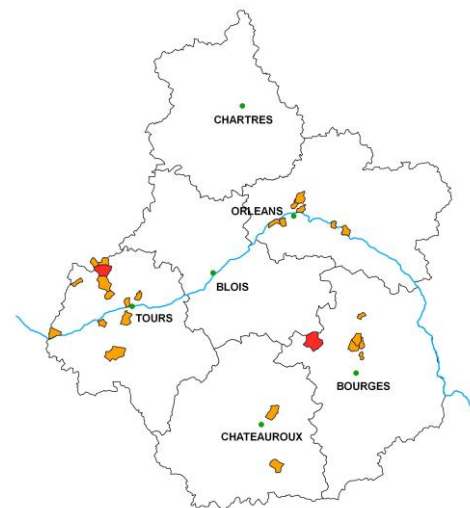 CHARTRES
ORLEANS
BLOIS
TOURS
BOURGES
CHATEAUROUX